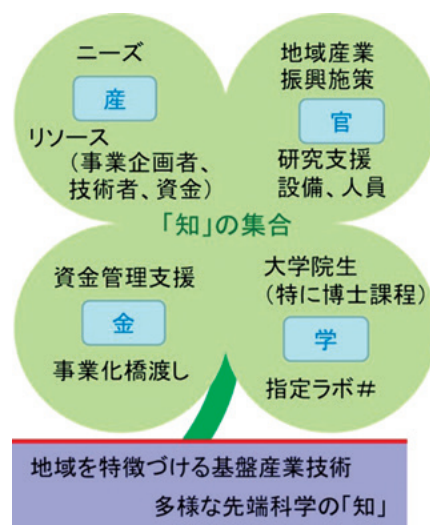 ニーズ
産
リソース
（事業企画者、
技術者、資金）
地域産業
振興施策
官
研究支援
設備、人員
「知」の集合
資金管理支援
金
事業化橋渡し
大学院生
（特に博士課程）
学
指定ラボ＃
地域を特徴づける基盤産業技術
多様な先端科学の「知」